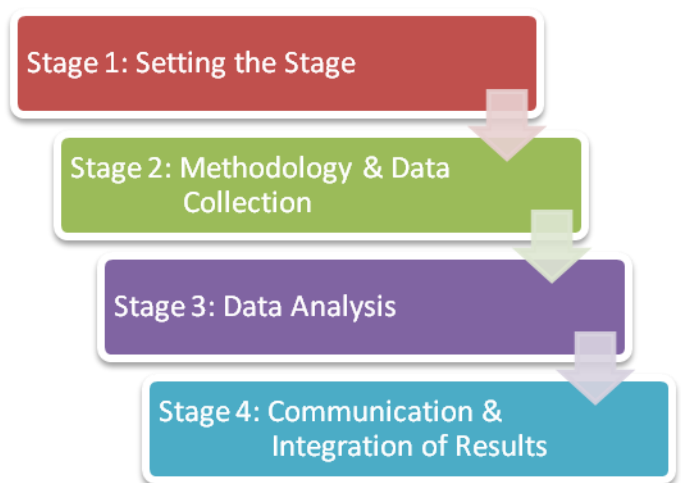 Stage 1: Setting the Stage
Stage 2: Methodology & Data
Collection
Stage 3: Data Analysis
Stage 4: Communication &
Integration of Results